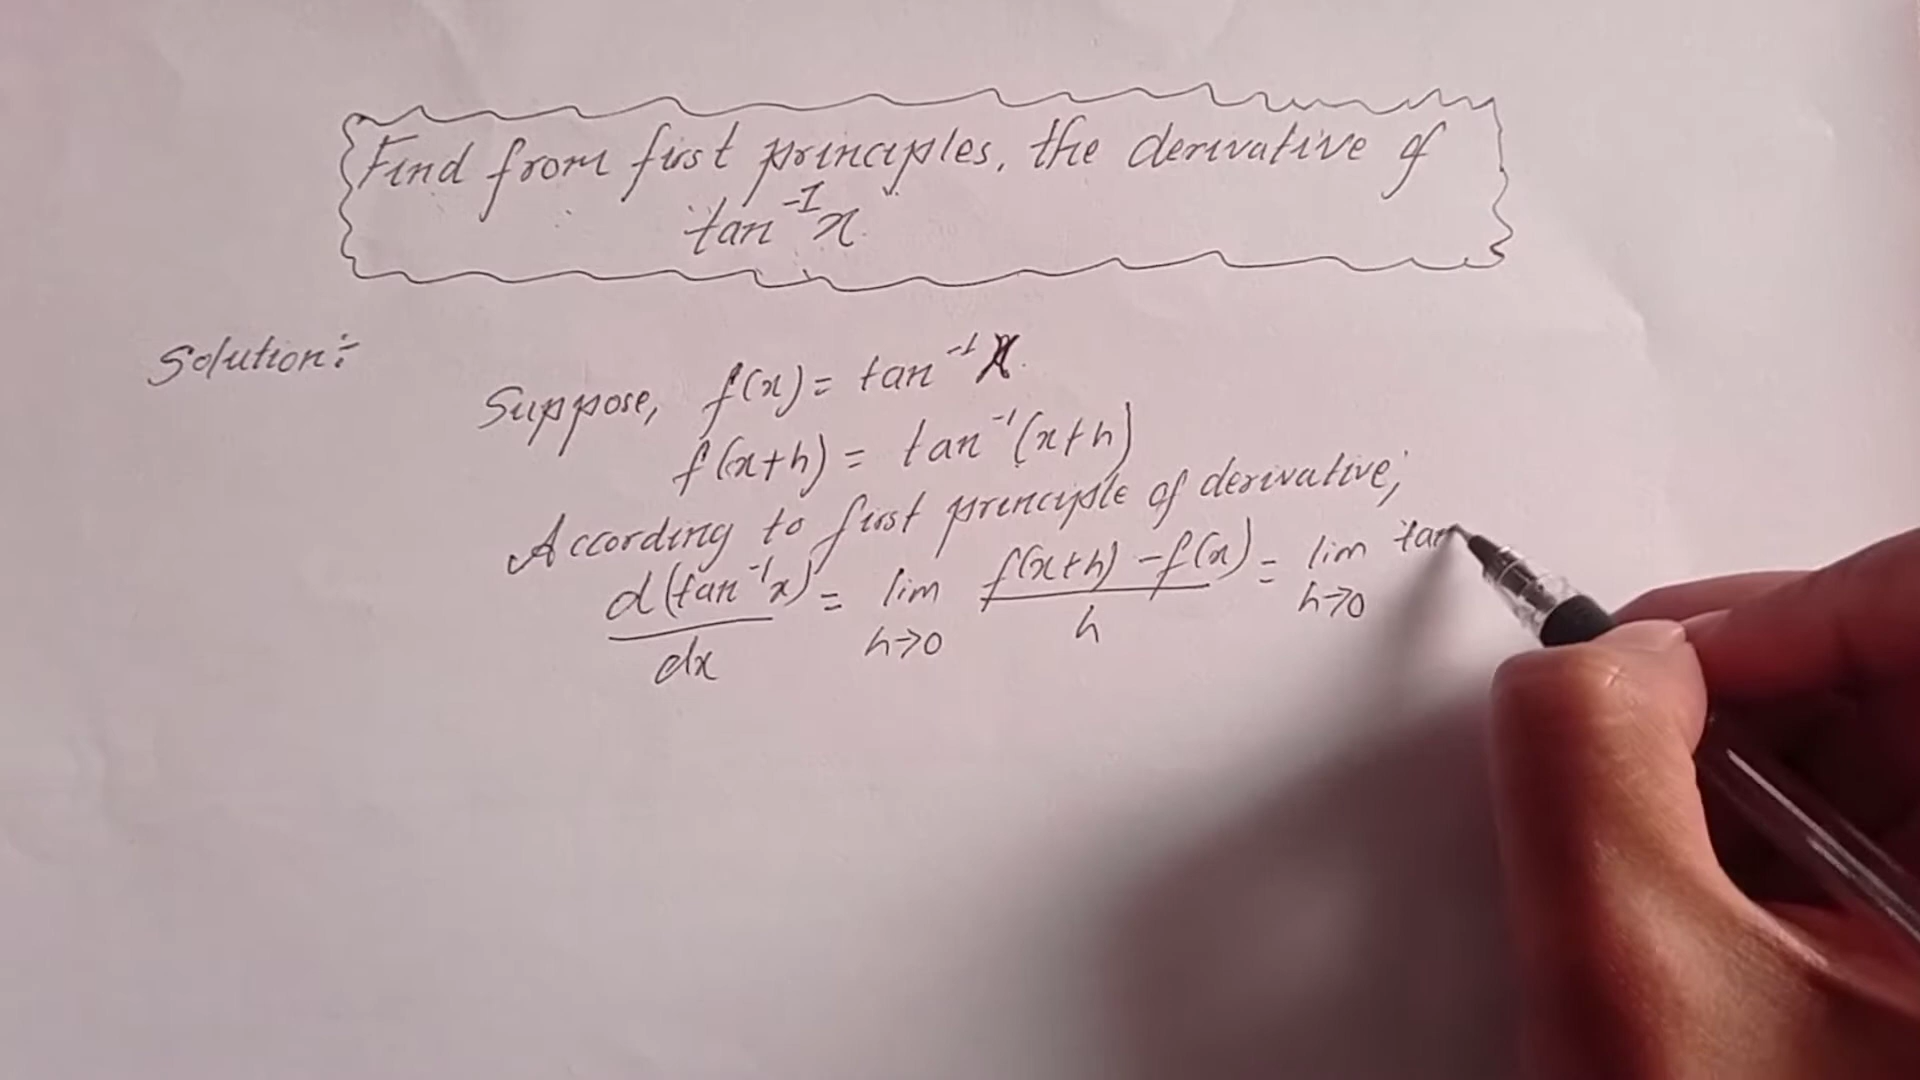 Find from first principles, the derivative of
tan⁻¹x.
Solution:-
Suppose, f(x) = tan⁻¹x.
f(x+h) = tan⁻¹(x+h)
According to first principle of derivative;
d(tan⁻¹x)/dx = lim h→0 f(x+h) - f(x)/h = lim h→0 tan